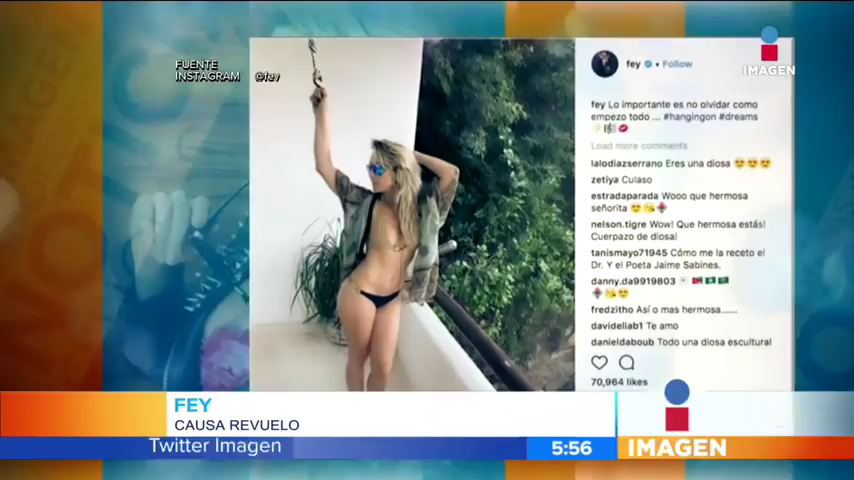 FUENTE
INSTAGRAM @fey
IMAGEN
fey • Follow
fey Lo importante es no olvidar como
empezo todo ... #hangingon #dreams
Load more comments
lalodiazserrano Eres una diosa
zetiya Culaso
estradaparada Wooo que hermosa
señorita
nelson.tigre Wow! Que hermosa estás!
Cuerpazo de diosa!
tanismayo71945 Cómo me la receto el
Dr. Y el Poeta Jaime Sabines.
danny.da9919803
fredzitho Así o mas hermosa......
davideliab1 Te amo
danieldaboub Todo una diosa escultural
70,964 likes
FEY
CAUSA REVUELO
Twitter Imagen
5:56
IMAGEN